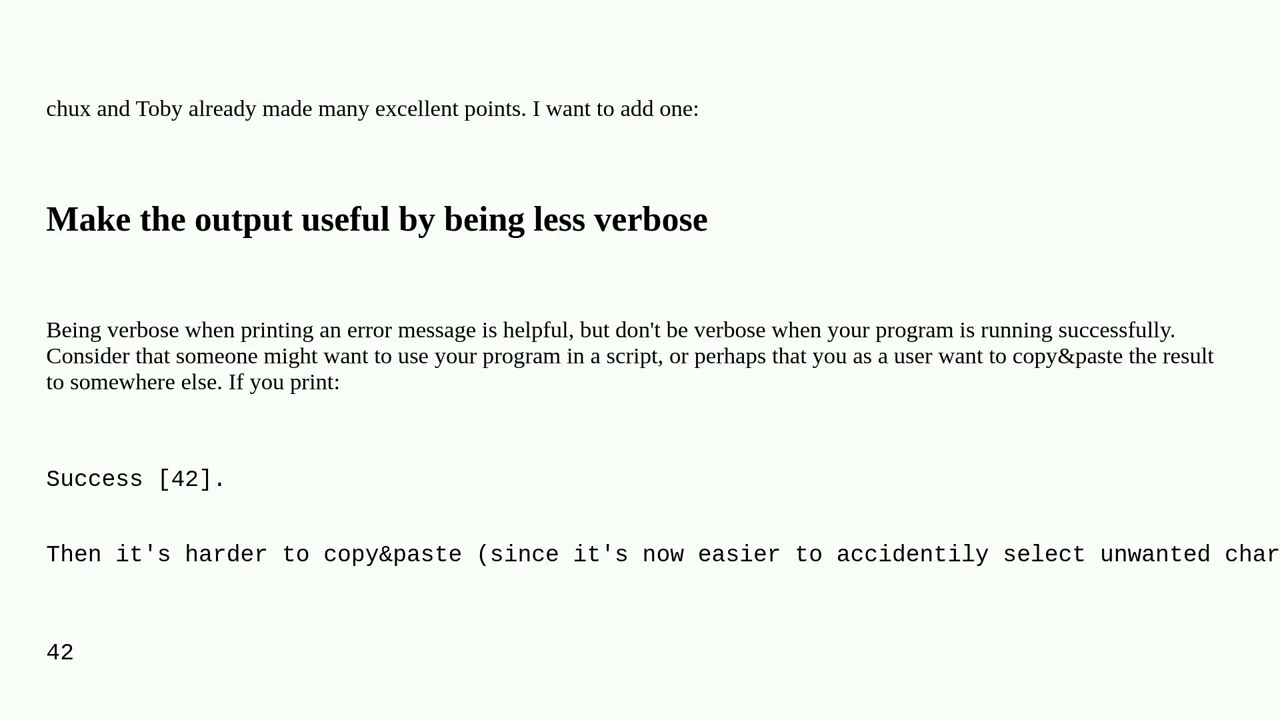 chux and Toby already made many excellent points. I want to add one:
Make the output useful by being less verbose
Being verbose when printing an error message is helpful, but don't be verbose when your program is running successfully.
Consider that someone might want to use your program in a script, or perhaps that you as a user want to copy&paste the result
to somewhere else. If you print:
Success [42].
Then it's harder to copy&paste (since it's now easier to accidentily select unwanted char
42